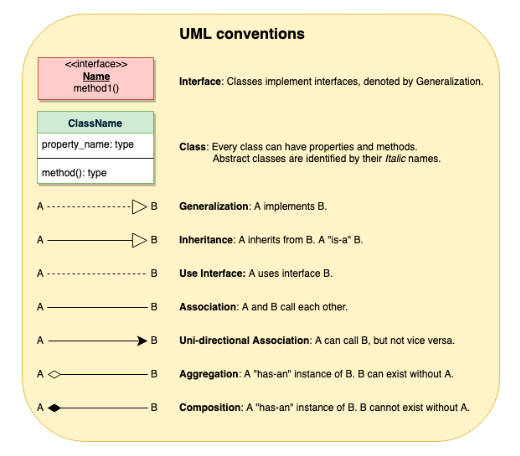 UML conventions
<<interface>>
Name
method1()
Interface: Classes implement interfaces, denoted by Generalization.
ClassName
property_name: type
method(): type
Class: Every class can have properties and methods.
Abstract classes are identified by their Italic names.
A B Generalization: A implements B.
A B Inheritance: A inherits from B. A "is-a" B.
A B Use Interface: A uses interface B.
A B Association: A and B call each other.
A B Uni-directional Association: A can call B, but not vice versa.
A B Aggregation: A "has-an" instance of B. B can exist without A.
A B Composition: A "has-an" instance of B. B cannot exist without A.